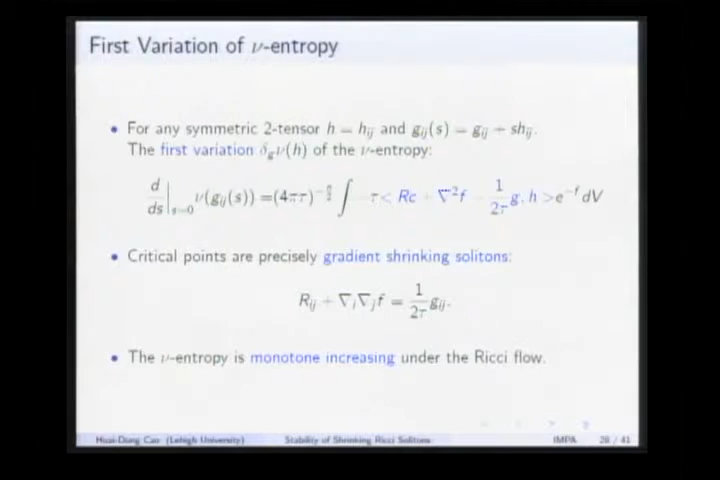 First Variation of ν-entropy
• For any symmetric 2-tensor h = h_ij and g_ij(s) = g_ij + sh_ij.
The first variation δ_gν(h) of the ν-entropy:
d/ds|_{s=0} ν(g_ij(s)) = (4πτ)^{-n/2} ∫ -τ < Rc + ∇²f - 1/2τ g, h > e^{-f} dV
• Critical points are precisely gradient shrinking solitons:
R_ij + ∇_i∇_jf = 1/2τ g_ij.
• The ν-entropy is monotone increasing under the Ricci flow.
Huai-Dong Cao (Lehigh University) Stability of Shrinking Ricci Solitons IMPA 28 / 41